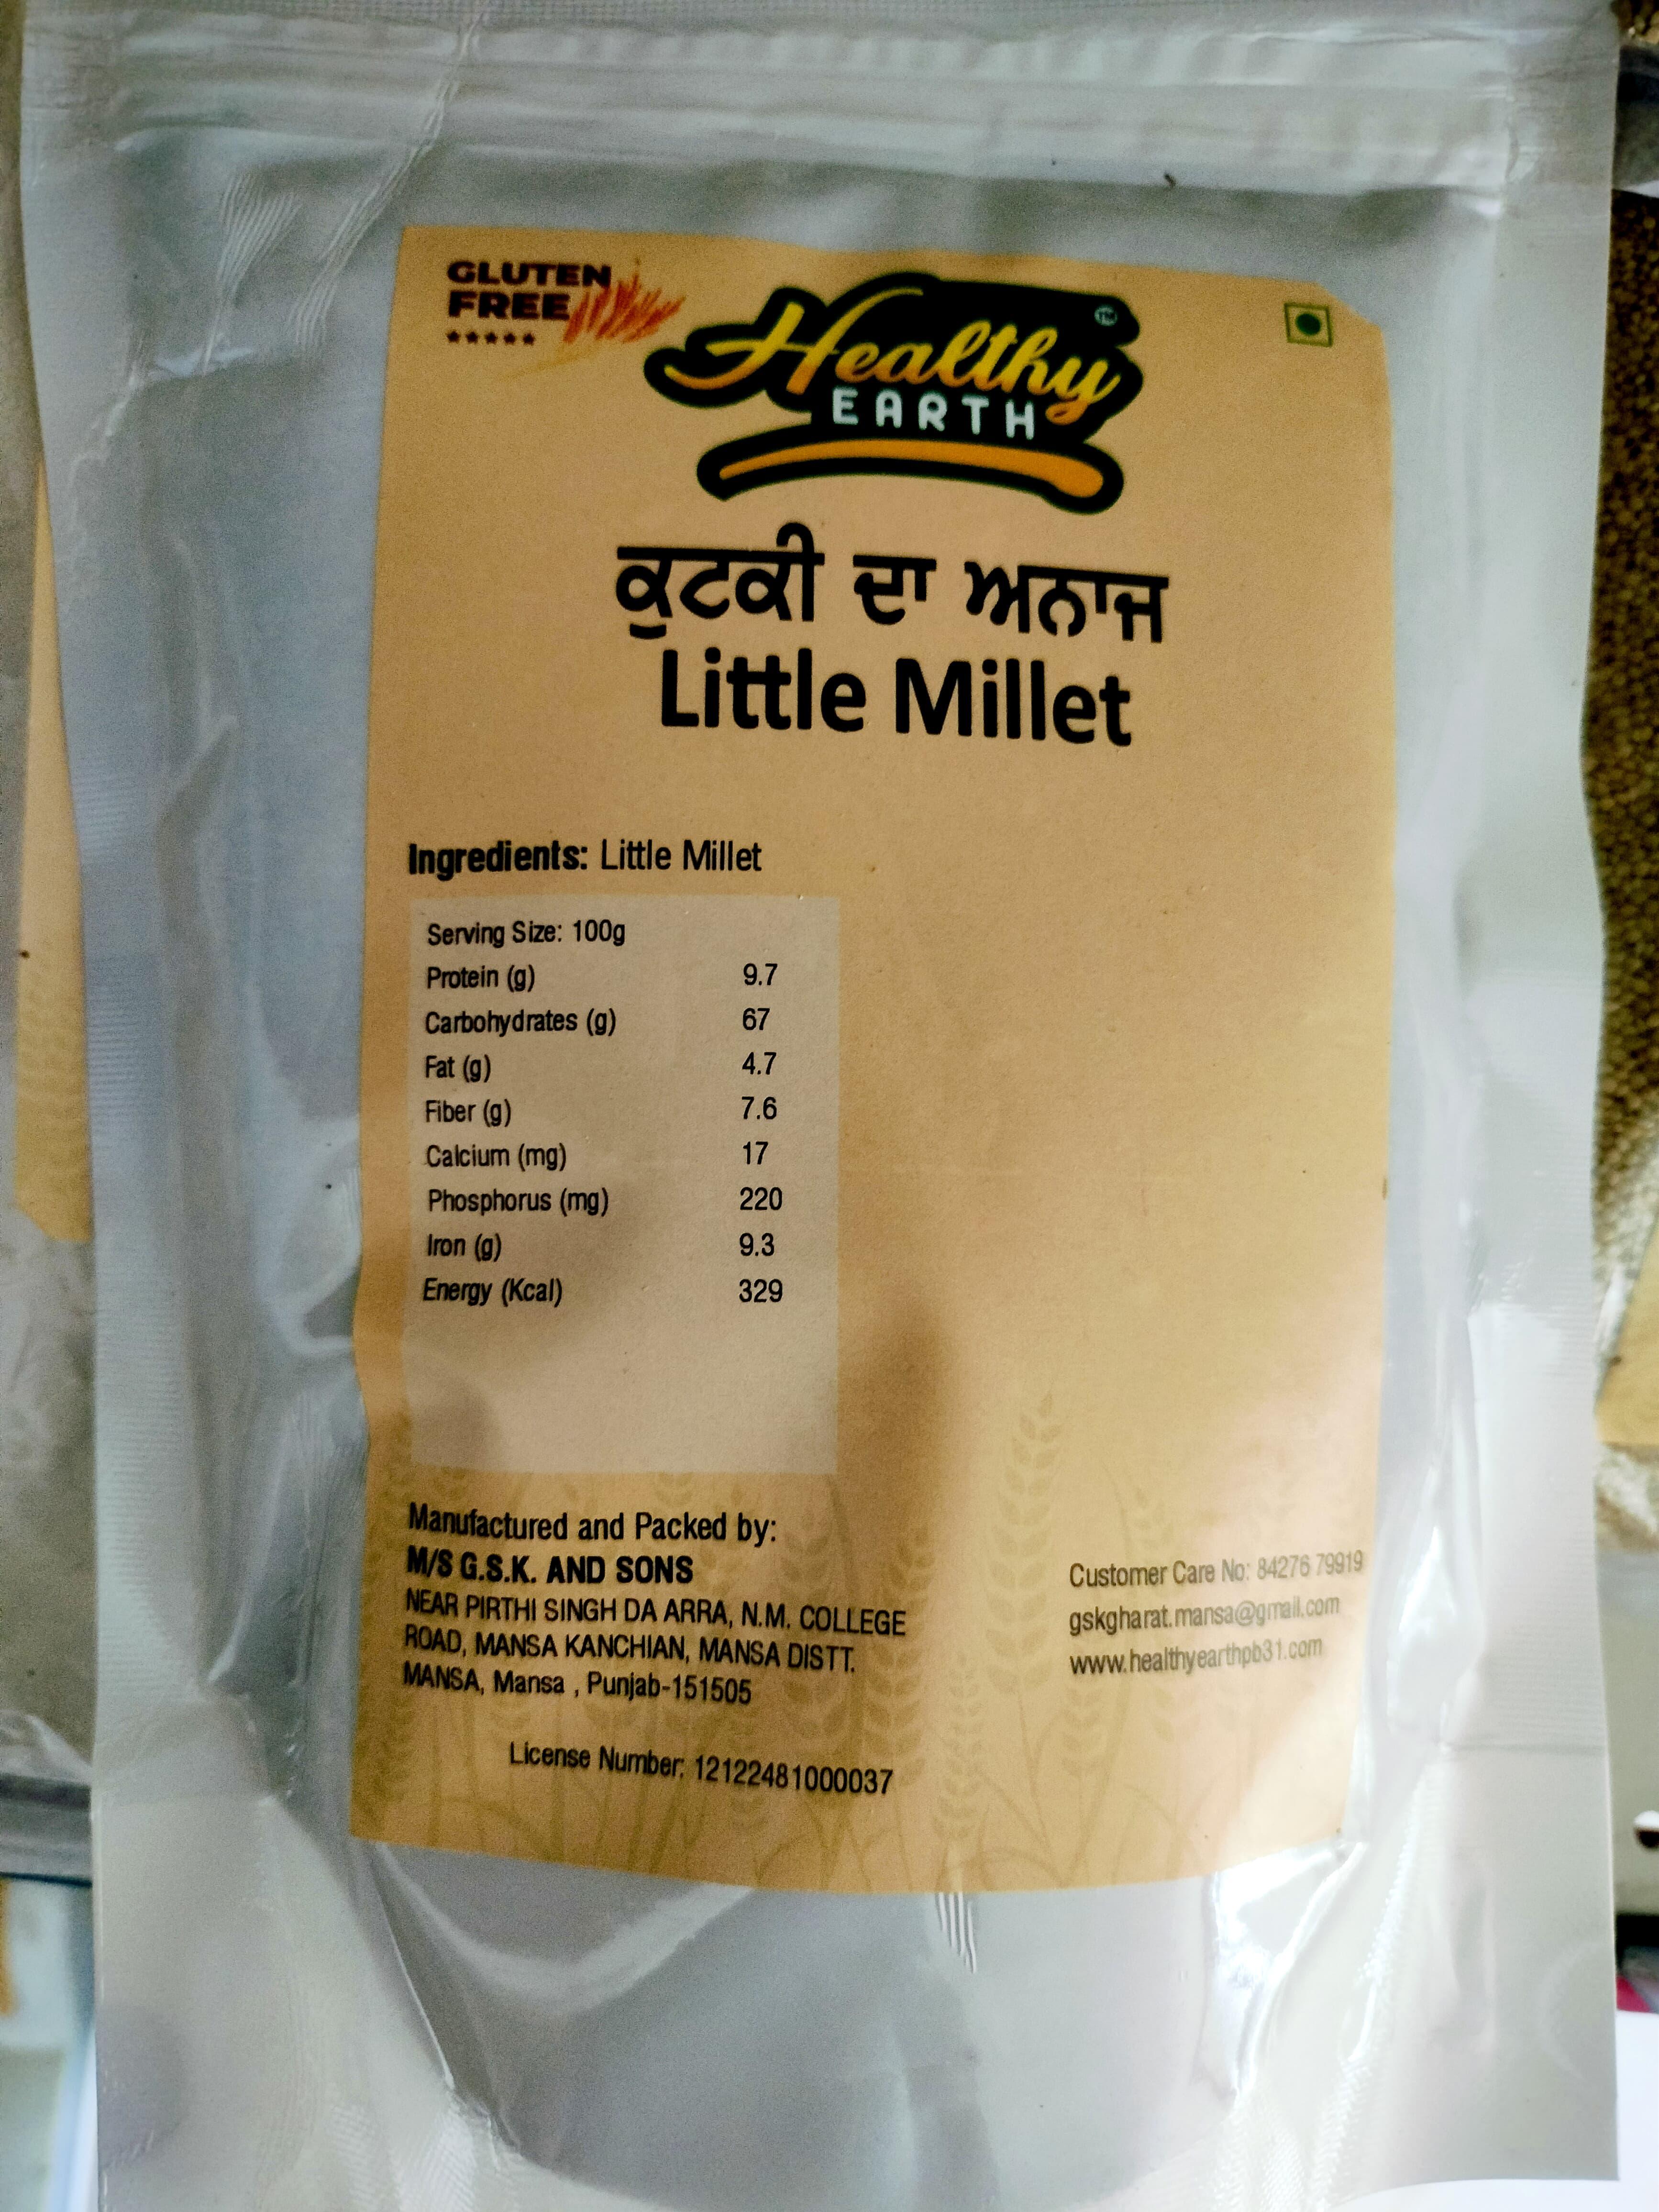 GLUTEN
FREE
Healthy
TM
EARTH
ਕੁਟਕੀ ਦਾ ਅਨਾਜ
Little Millet
Ingredients: Little Millet
Serving Size: 100g
Protein (g) 9.7
Carbohydrates (g) 67
Fat (g) 4.7
Fiber (g) 7.6
Calcium (mg) 17
Phosphorus (mg) 220
Iron (g) 9.3
Energy (Kcal) 329
Manufactured and Packed by:
M/S G.S.K. AND SONS
NEAR PIRTHI SINGH DA ARRA, N.M. COLLEGE
ROAD, MANSA KANCHIAN, MANSA DISTT.
MANSA, Mansa , Punjab-151505
License Number: 12122481000037
Customer Care No: 84276 79919
gskgharat.mansa@gmail.com
www.healthyearthpb31.com